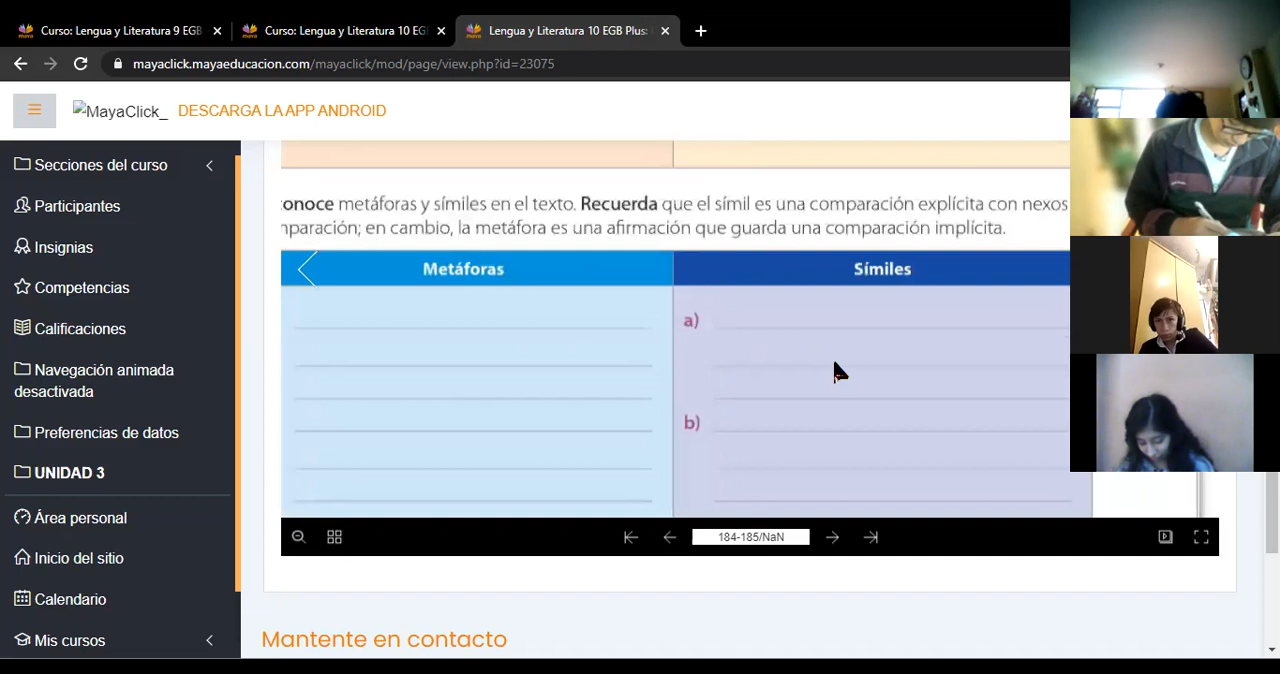 Curso: Lengua y Literatura 9 EGB
Curso: Lengua y Literatura 10 EG
Lengua y Literatura 10 EGB Plus:
mayaclick.mayaeducacion.com/mayaclick/mod/page/view.php?id=23075
MayaClick_
DESCARGA LA APP ANDROID
Secciones del curso
Participantes
Insignias
Competencias
Calificaciones
Navegación animada
desactivada
Preferencias de datos
UNIDAD 3
Área personal
Inicio del sitio
Calendario
Mis cursos
onoce metáforas y símiles en el texto. Recuerda que el símil es una comparación explícita con nexos
mparación; en cambio, la metáfora es una afirmación que guarda una comparación implícita.
Metáforas
Símiles
a)
b)
184-185/NaN
Mantente en contacto